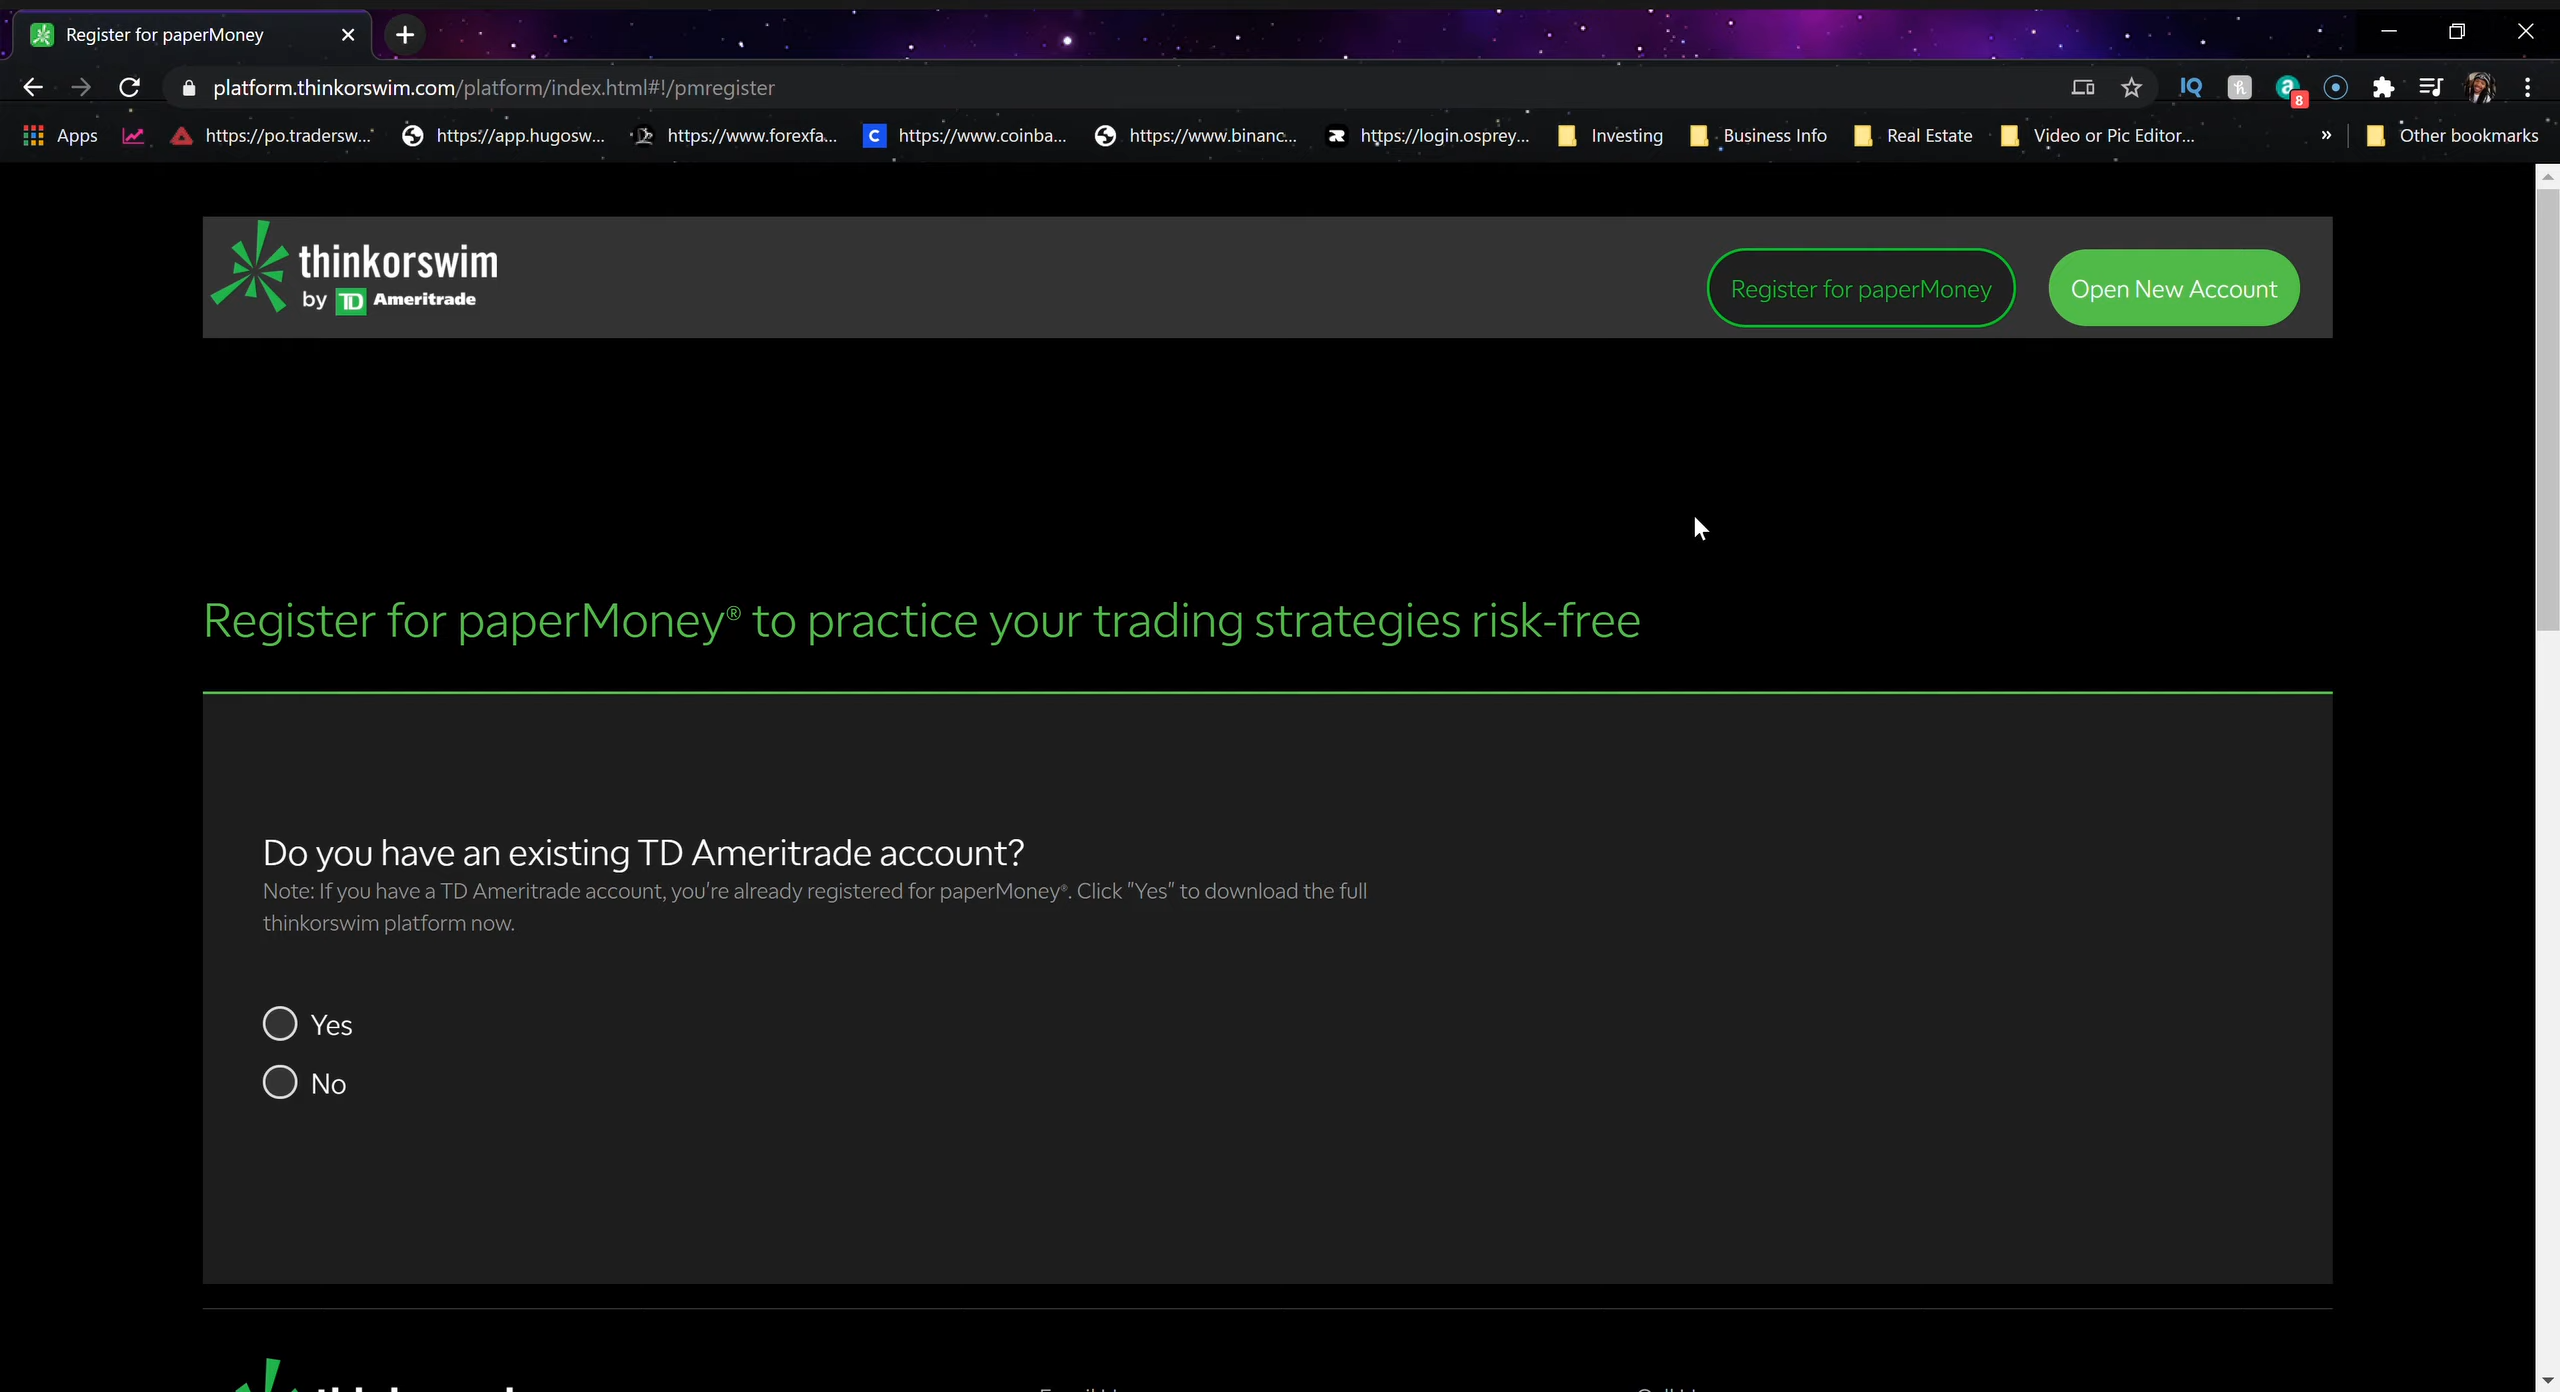 Register for paperMoney
platform.thinkorswim.com/platform/index.html#!/pmregister
IQ
8
Apps
https://po.tradersw...
https://app.hugosw...
https://www.forexfa...
C
https://www.coinba...
https://www.binanc...
https://login.osprey...
Investing
Business Info
Real Estate
Video or Pic Editor...
»
Other bookmarks
thinkorswim
by TD Ameritrade
Register for paperMoney
Open New Account
Register for paperMoney® to practice your trading strategies risk-free
Do you have an existing TD Ameritrade account?
Note: If you have a TD Ameritrade account, you're already registered for paperMoney®. Click "Yes" to download the full
thinkorswim platform now.
Yes
No